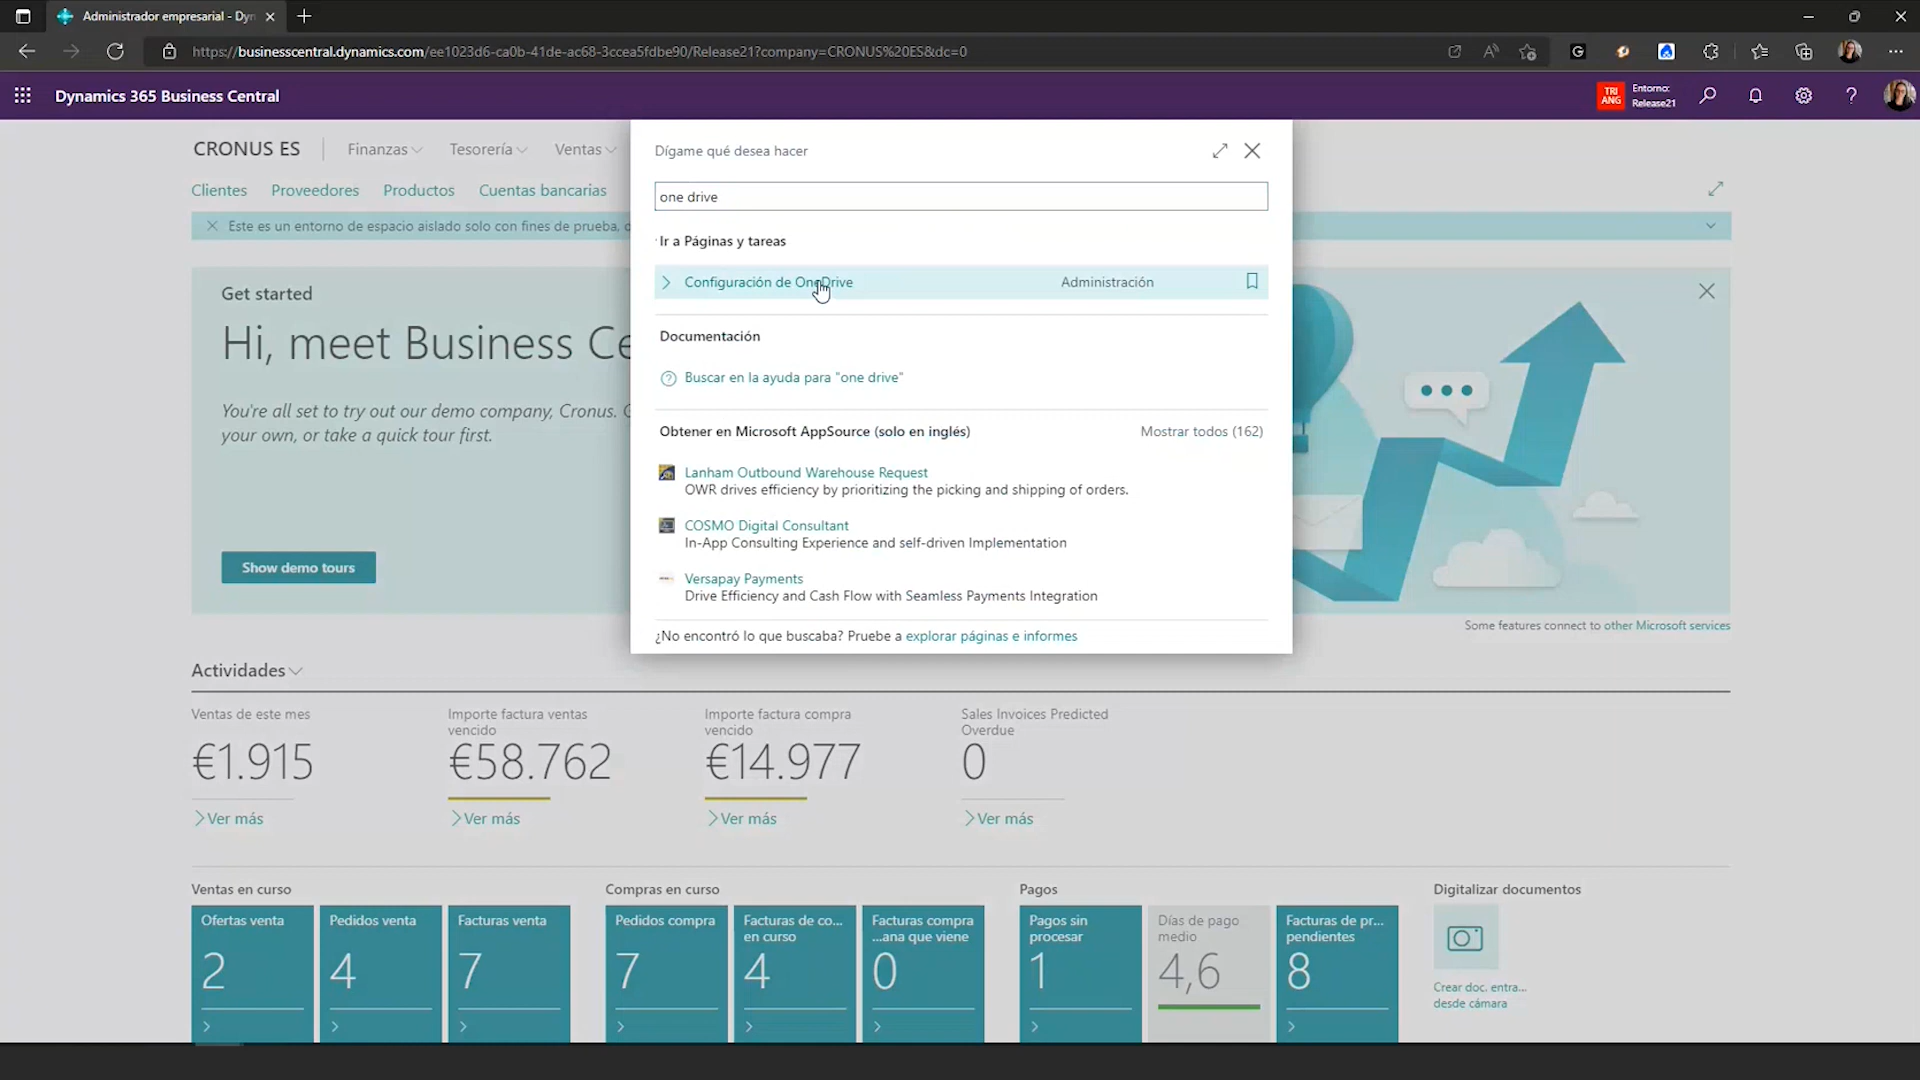 Administrador empresarial - Dyn
https://businesscentral.dynamics.com/ee1023d6-ca0b-41de-ac68-3ccea5fdbe90/Release21?company=CRONUS%20ES&dc=0
Dynamics 365 Business Central
TRI
ANG
Entorno:
Release21
CRONUS ES
Finanzas
Tesorería
Ventas
Clientes
Proveedores
Productos
Cuentas bancarias
Este es un entorno de espacio aislado solo con fines de prueba,
Get started
Hi, meet Business Ce
You're all set to try out our demo company, Cronus.
your own, or take a quick tour first.
Show demo tours
Dígame qué desea hacer
one drive
Ir a Páginas y tareas
Configuración de OneDrive
Administración
Documentación
Buscar en la ayuda para "one drive"
Obtener en Microsoft AppSource (solo en inglés)
Mostrar todos (162)
Lanham Outbound Warehouse Request
OWR drives efficiency by prioritizing the picking and shipping of orders.
COSMO Digital Consultant
In-App Consulting Experience and self-driven Implementation
Versapay Payments
Drive Efficiency and Cash Flow with Seamless Payments Integration
¿No encontró lo que buscaba? Pruebe a explorar páginas e informes
Some features connect to other Microsoft services
Actividades
Ventas de este mes
€1.915
Ver más
Importe factura ventas
vencido
€58.762
Ver más
Importe factura compra
vencido
€14.977
Ver más
Sales Invoices Predicted
Overdue
0
Ver más
Ventas en curso
Ofertas venta
2
Pedidos venta
4
Facturas venta
7
Compras en curso
Pedidos compra
7
Facturas de co...
en curso
4
Facturas compra
...ana que viene
0
Pagos
Pagos sin
procesar
1
Días de pago
medio
4,6
Facturas de pr...
pendientes
8
Digitalizar documentos
Crear doc. entra...
desde cámara